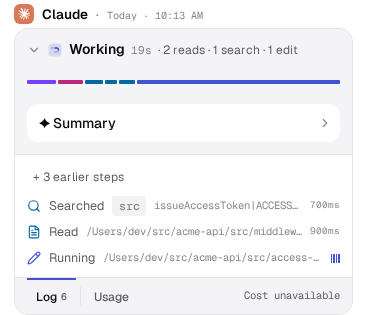 Claude · Today · 10:13 AM
Working 19s · 2 reads · 1 search · 1 edit
Summary
+ 3 earlier steps
Searched src issueAccessToken|ACCESS… 700ms
Read /Users/dev/src/acme-api/src/middlew… 900ms
Running /Users/dev/src/acme-api/src/access-…
Log 6 Usage Cost unavailable